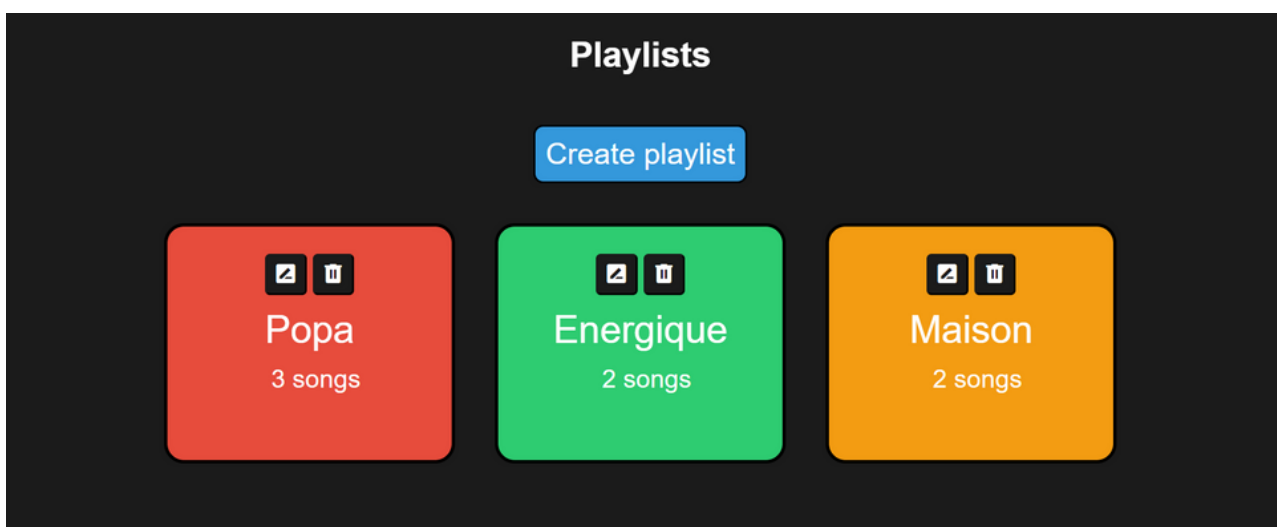 Playlists
Create playlist
Popa
3 songs
Energique
2 songs
Maison
2 songs